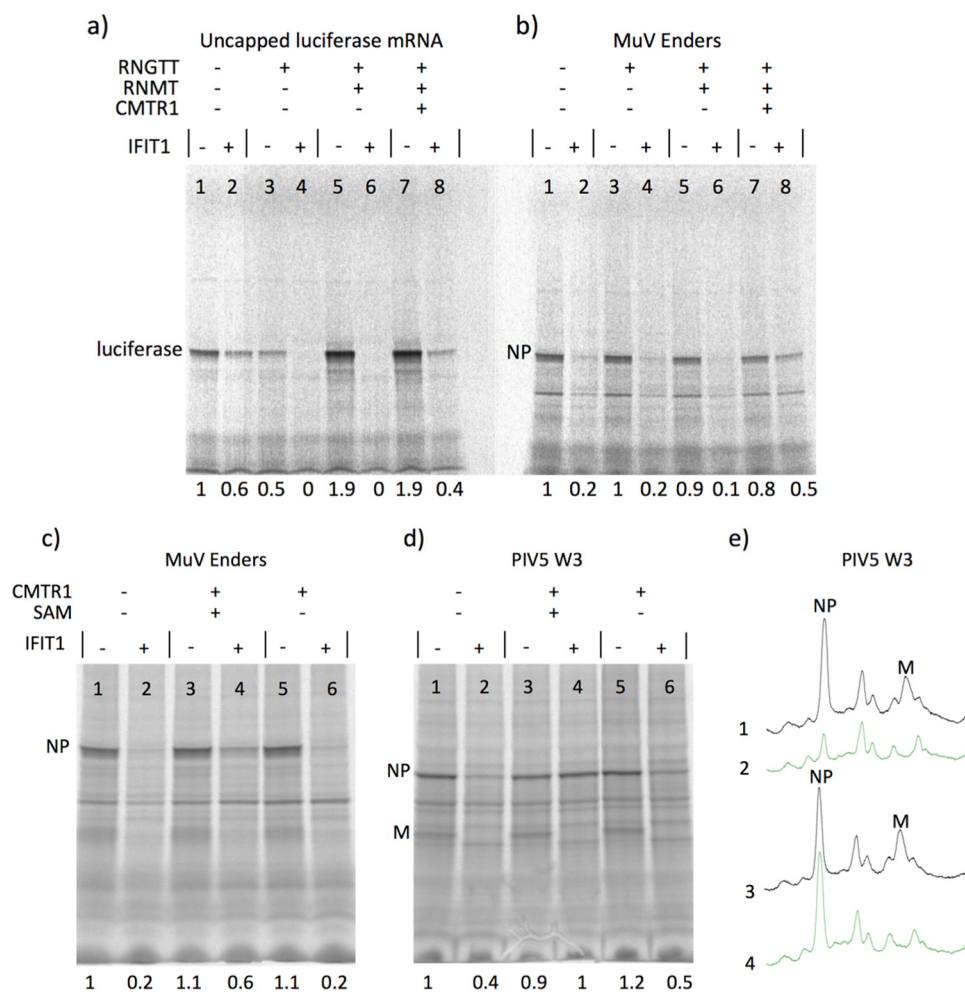 a) Uncapped luciferase mRNA
RNGTT - + + +
RNMT - - + +
CMTR1 - - - +
IFIT1 - + - + - + - +
1 2 3 4 5 6 7 8
luciferase
1 0.6 0.5 0 1.9 0 1.9 0.4
b) MuV Enders
- + + +
- - + +
- - - +
- + - + - + - +
1 2 3 4 5 6 7 8
NP
1 0.2 1 0.2 0.9 0.1 0.8 0.5
c) MuV Enders
CMTR1 - + +
SAM - + -
IFIT1 - + - + - +
1 2 3 4 5 6
NP
1 0.2 1.1 0.6 1.1 0.2
d) PIV5 W3
- + +
- + -
- + - + - +
1 2 3 4 5 6
NP
M
1 0.4 0.9 1 1.2 0.5
e) PIV5 W3
NP
M
1
2
NP
M
3
4